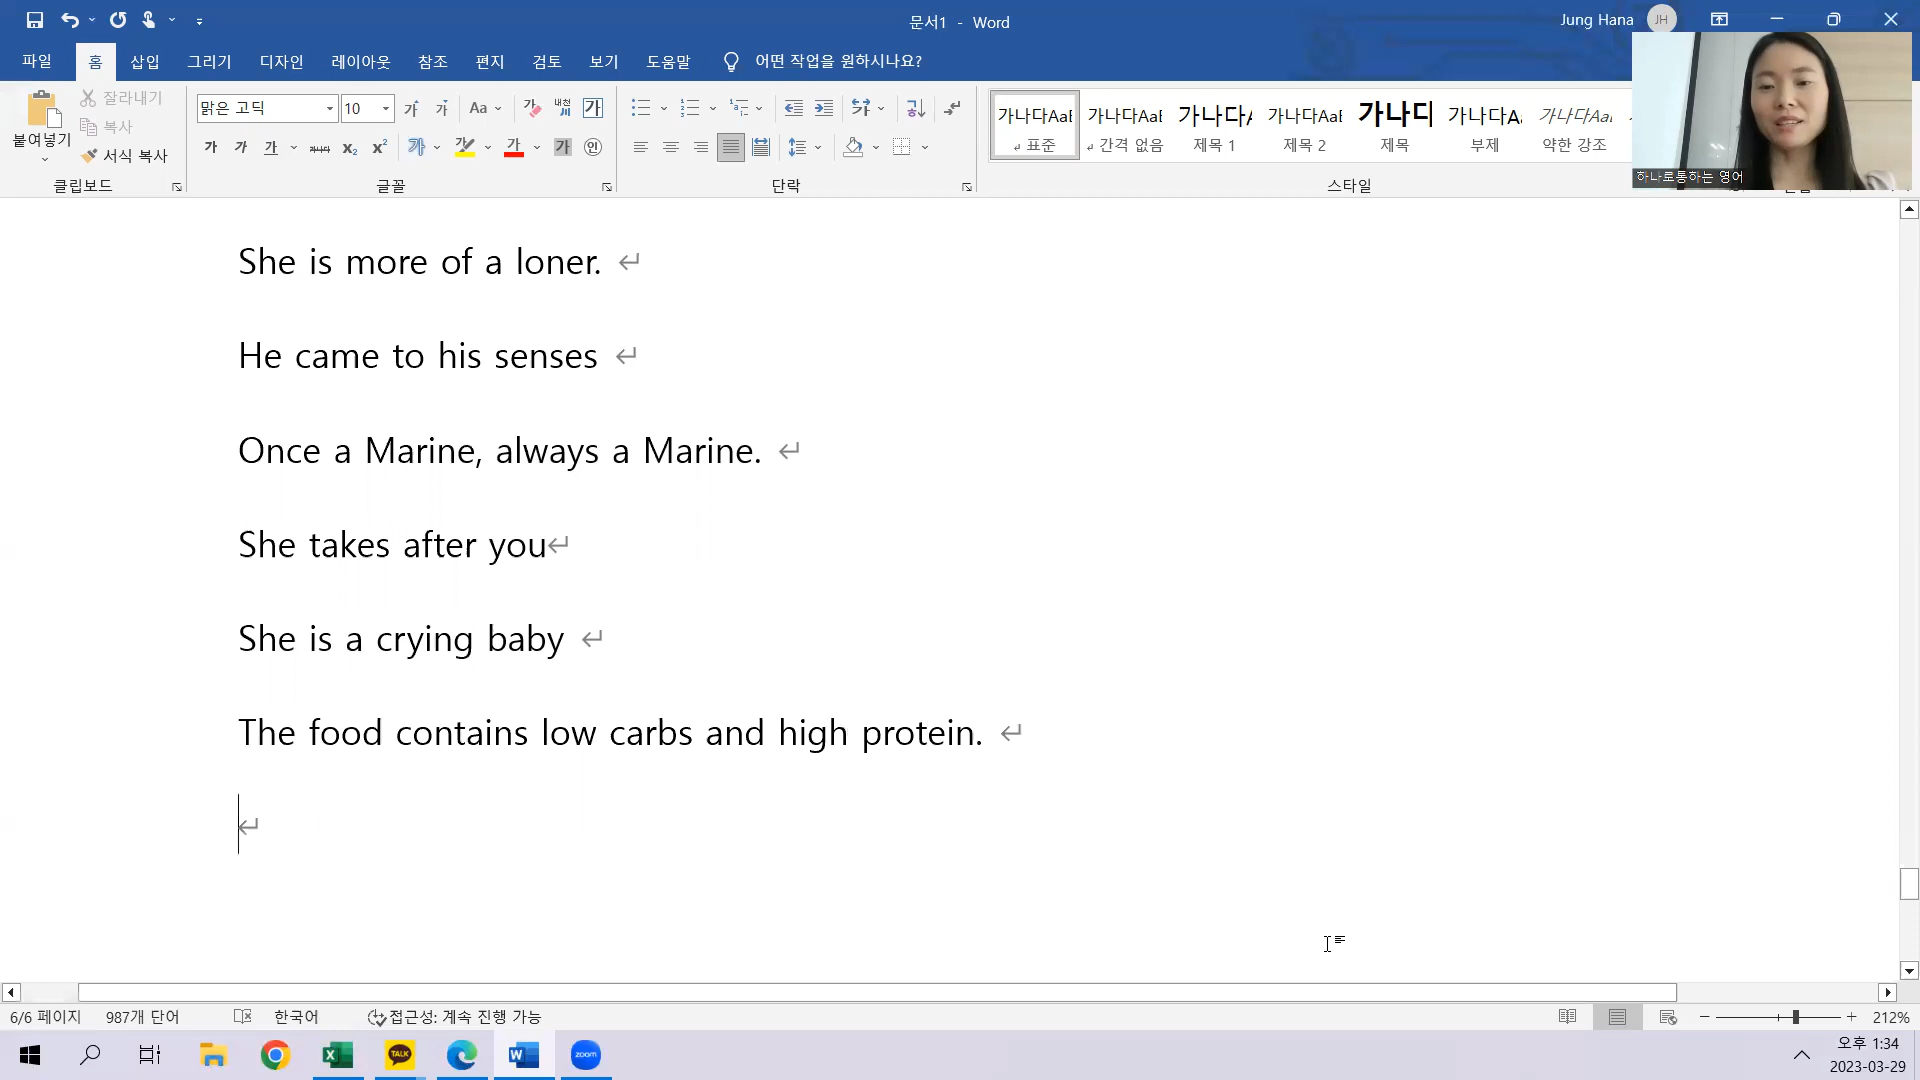 문서1 - Word
Jung Hana JH
파일 홈 삽입 그리기 디자인 레이아웃 참조 편지 검토 보기 도움말 어떤 작업을 원하시나요?
붙여넣기
잘라내기
복사
서식 복사
클립보드
맑은 고딕 10
글꼴
단락
가나다AaB 표준
가나다AaB 간격 없음
가나다A 제목 1
가나다AaB 제목 2
가나다 제목
가나다Aa 부제
가나다AaB 약한 강조
스타일
하나로통하는 영어
She is more of a loner.
He came to his senses
Once a Marine, always a Marine.
She takes after you
She is a crying baby
The food contains low carbs and high protein.
6/6 페이지 987개 단어 한국어 접근성: 계속 진행 가능 212%
TALK zoom
오후 1:34
2023-03-29